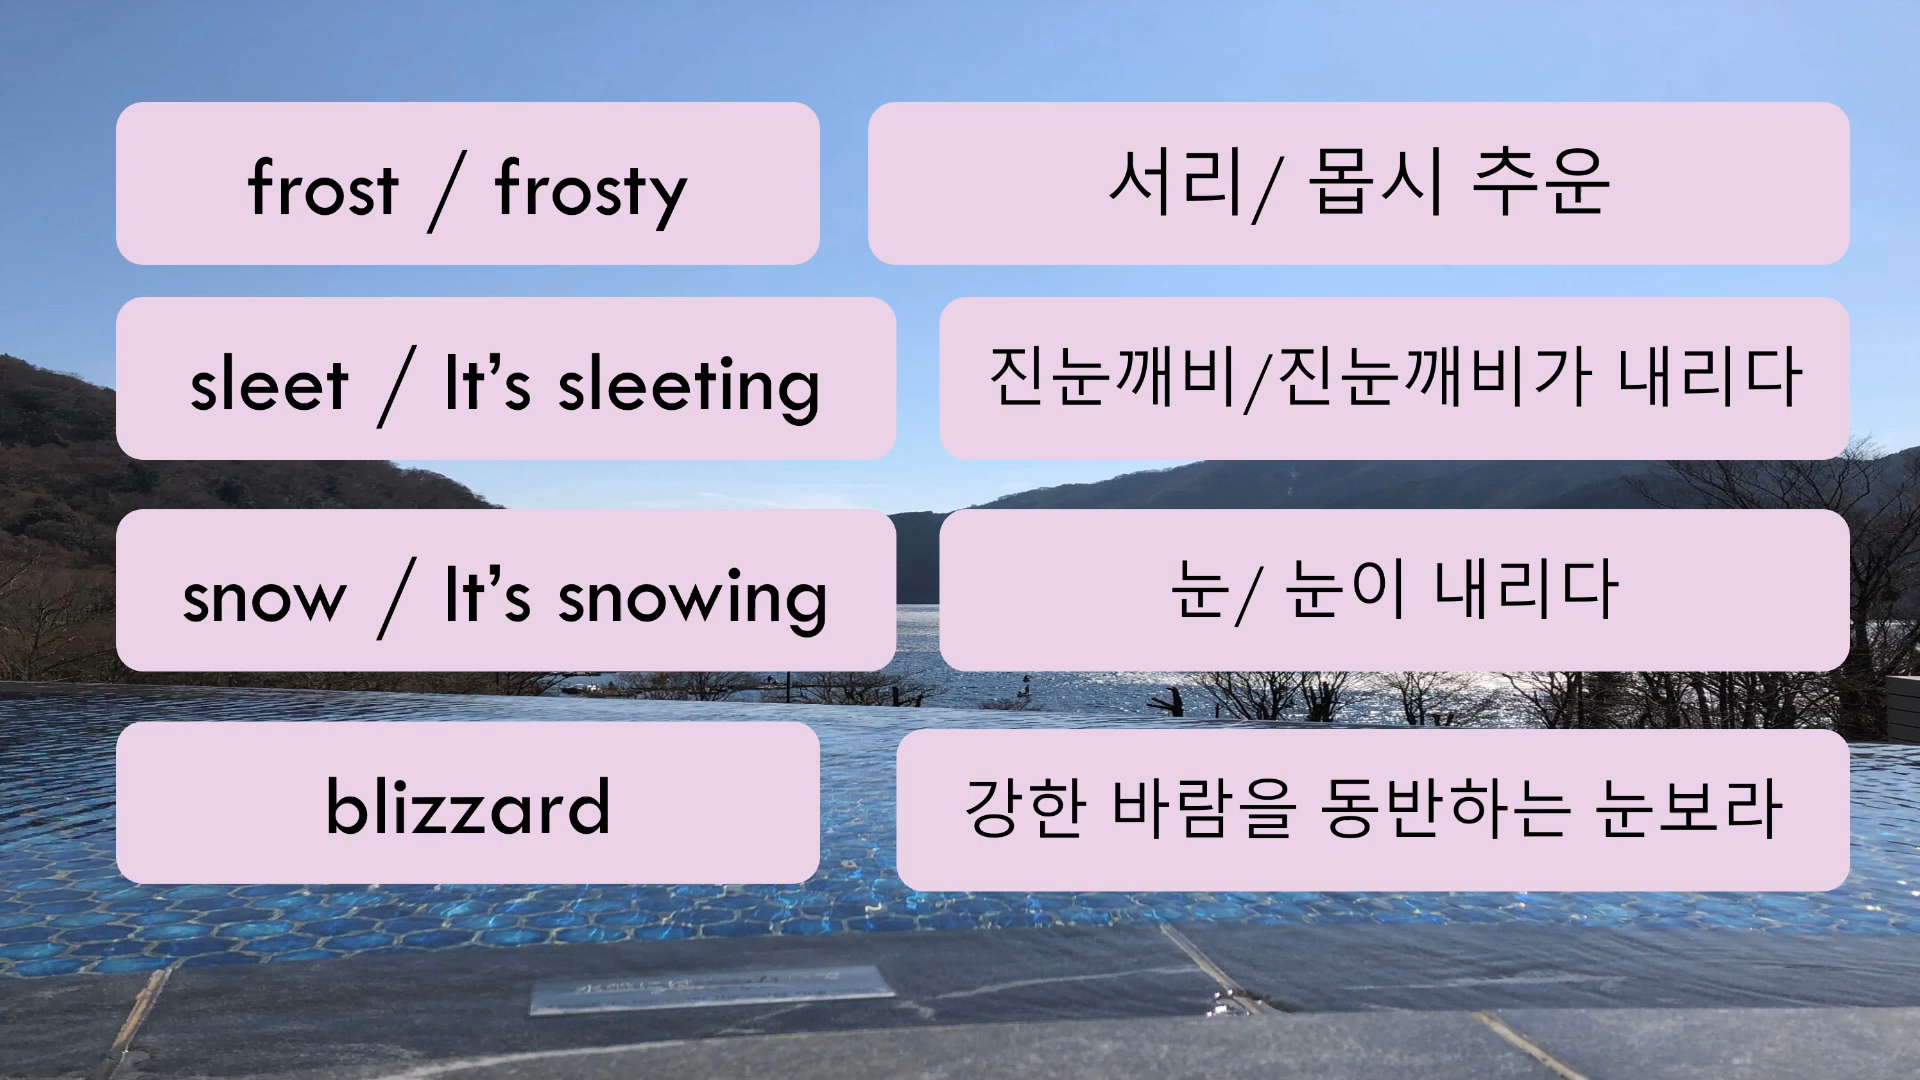 frost / frosty
서리/ 몹시 추운
sleet / It's sleeting
진눈깨비/진눈깨비가 내리다
snow / It's snowing
눈/ 눈이 내리다
blizzard
강한 바람을 동반하는 눈보라